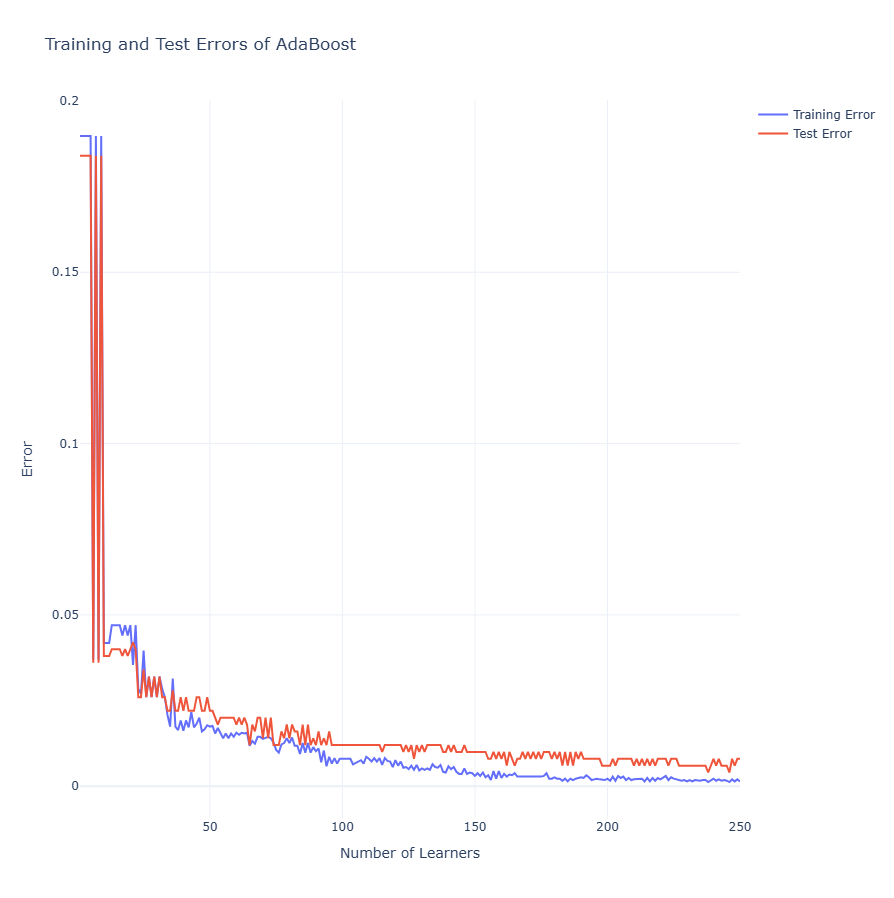 Training and Test Errors of AdaBoost
Training Error
Test Error
0.2
0.15
0.1
0.05
0
Error
50
100
150
200
250
Number of Learners